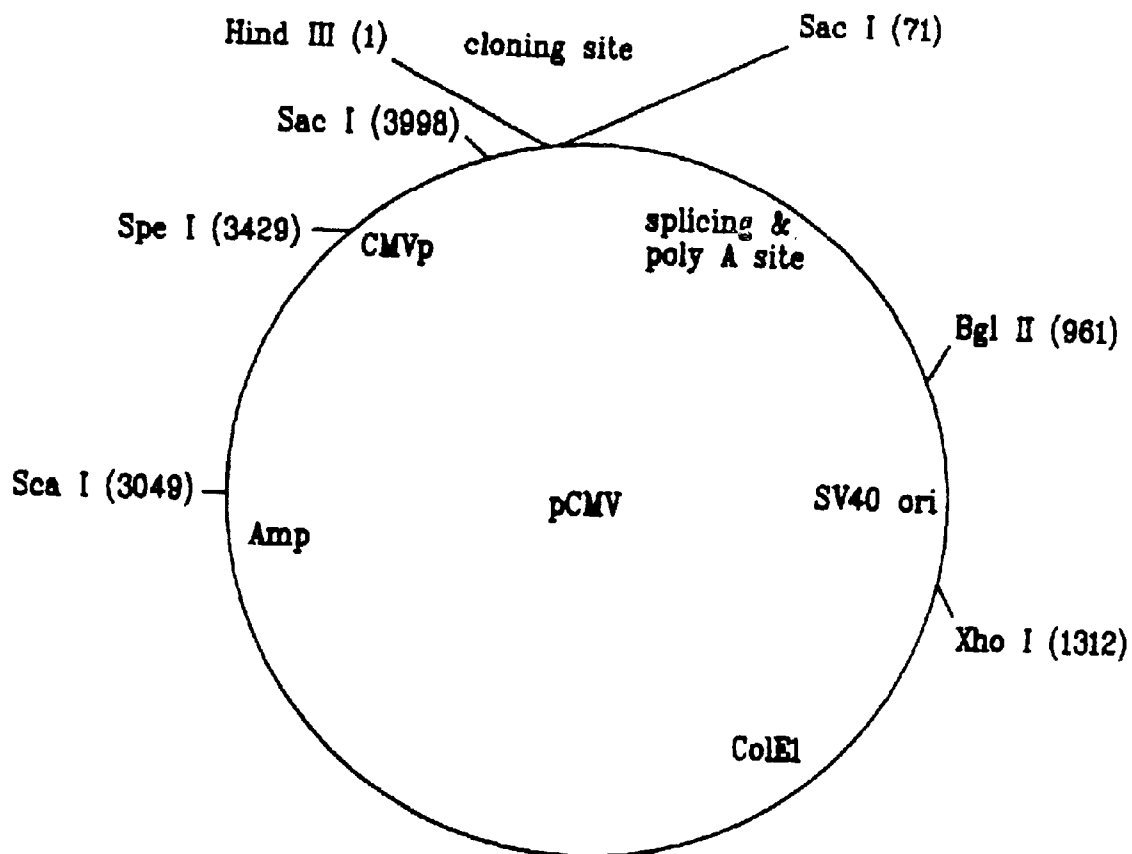 Hind III (1)
cloning site
Sac I (71)
Sac I (3998)
Spe I (3429)
CMVp
splicing &
poly A site
Bgl II (961)
Sca I (3049)
Amp
pCMV
SV40 ori
Xho I (1312)
ColE1